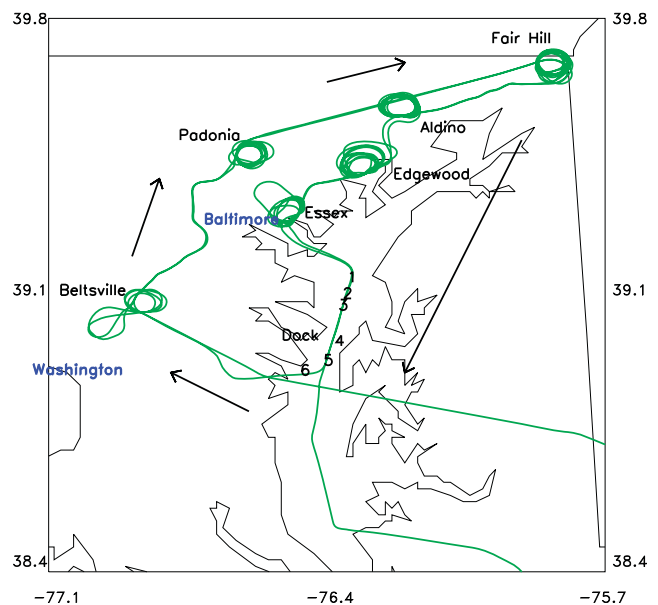 39.8
39.8
Fair Hill
Aldino
Padonia
Edgewood
Essex
Baltimore
1
39.1
39.1
Beltsville
2
3
Dock
4
5
6
Washington
38.4
38.4
−77.1
−76.4
−75.7